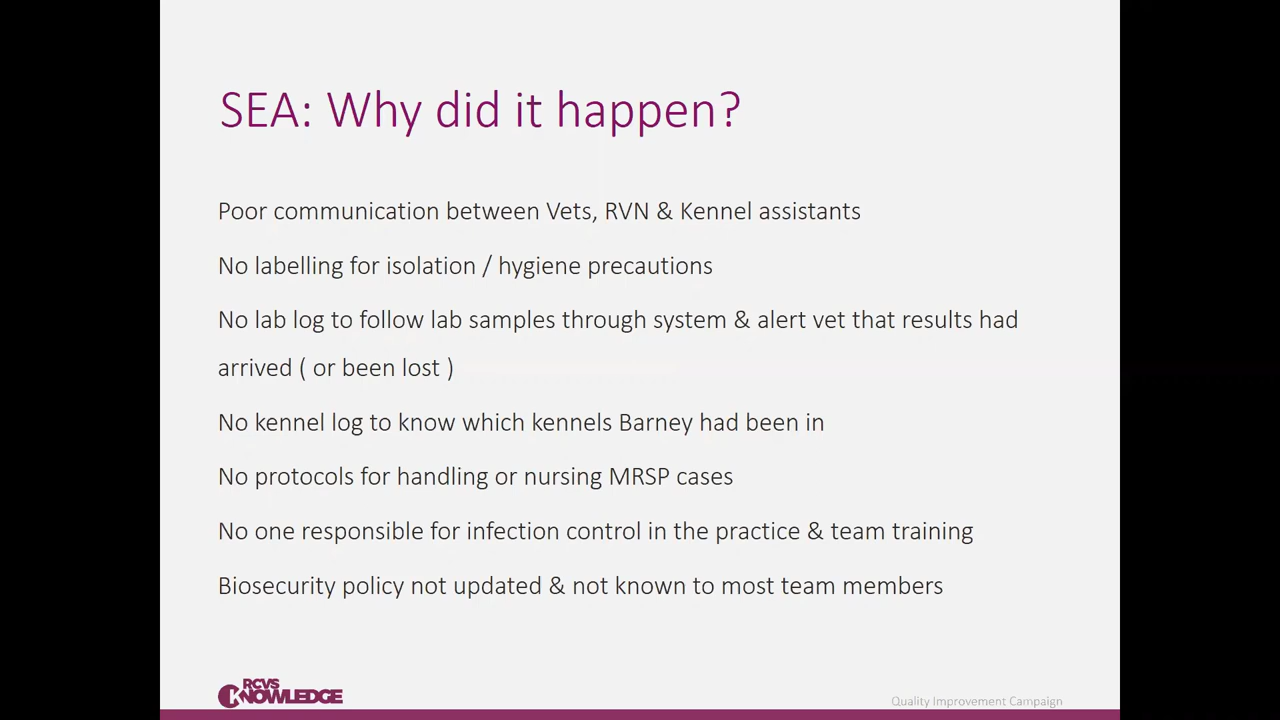 SEA: Why did it happen?
Poor communication between Vets, RVN & Kennel assistants
No labelling for isolation / hygiene precautions
No lab log to follow lab samples through system & alert vet that results had
arrived ( or been lost )
No kennel log to know which kennels Barney had been in
No protocols for handling or nursing MRSP cases
No one responsible for infection control in the practice & team training
Biosecurity policy not updated & not known to most team members
RCVS
KNOWLEDGE
Quality Improvement Campaign